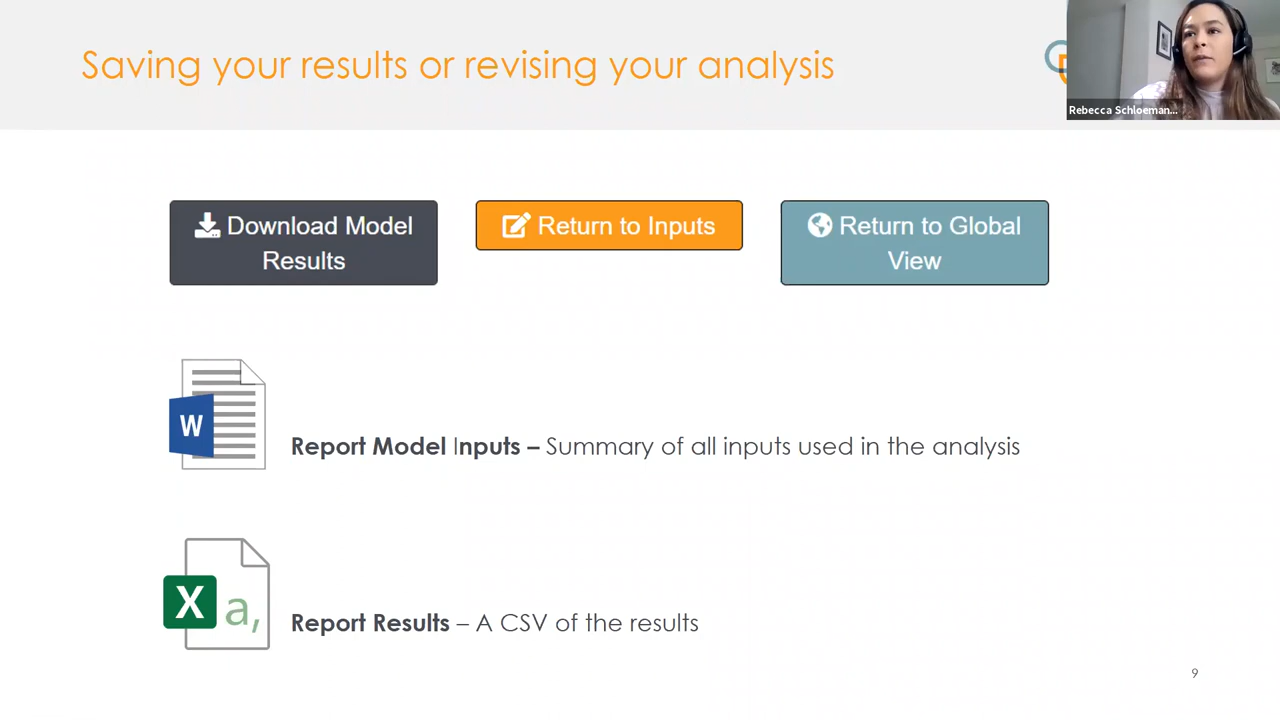 Saving your results or revising your analysis
Rebecca Schloeman...
Download Model
Results
Return to Inputs
Return to Global
View
W
Report Model Inputs – Summary of all inputs used in the analysis
X
a,
Report Results – A CSV of the results
9